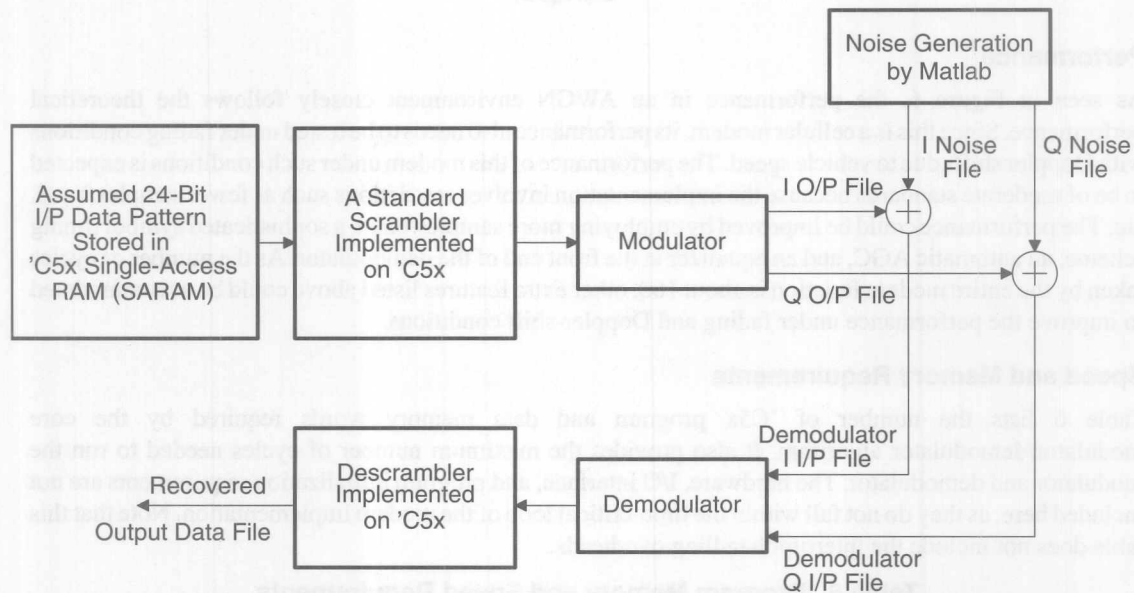 Noise Generation
by Matlab
I Noise
File
Q Noise
File
Assumed 24-Bit
I/P Data Pattern
Stored in
'C5x Single-Access
RAM (SARAM)
A Standard
Scrambler
Implemented
on 'C5x
Modulator
I O/P File
Q O/P File
Demodulator
I I/P File
Demodulator
Demodulator
Q I/P File
Descrambler
Implemented
on 'C5x
Recovered
Output Data File